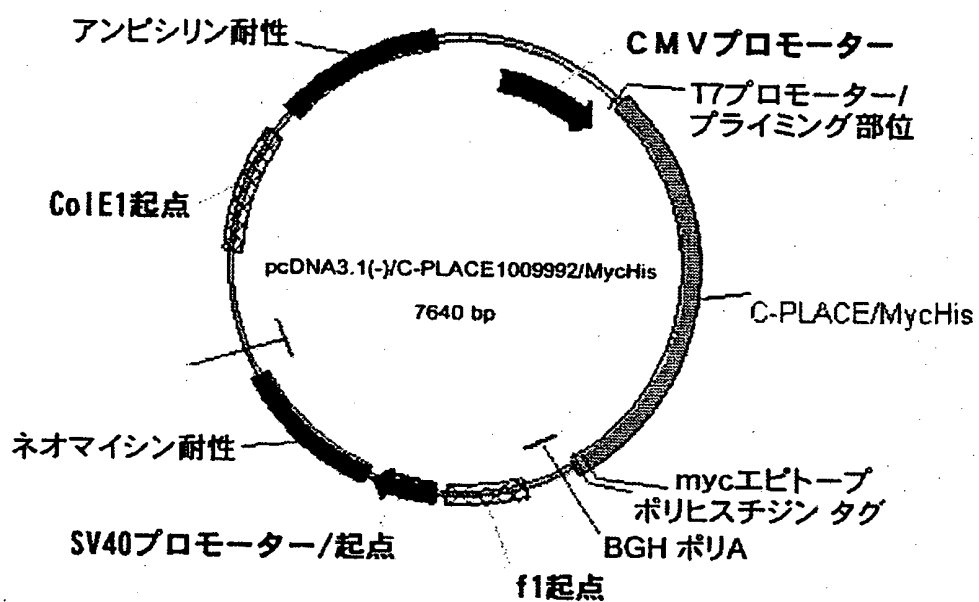 アンピシリン耐性
CMVプロモーター
T7プロモーター/
プライミング部位
ColE1起点
pcDNA3.1(-)/C-PLACE1009992/MycHis
7640 bp
C-PLACE/MycHis
ネオマイシン耐性
mycエピトープ
ポリヒスチジン タグ
SV40プロモーター/起点
BGH ポリA
f1起点